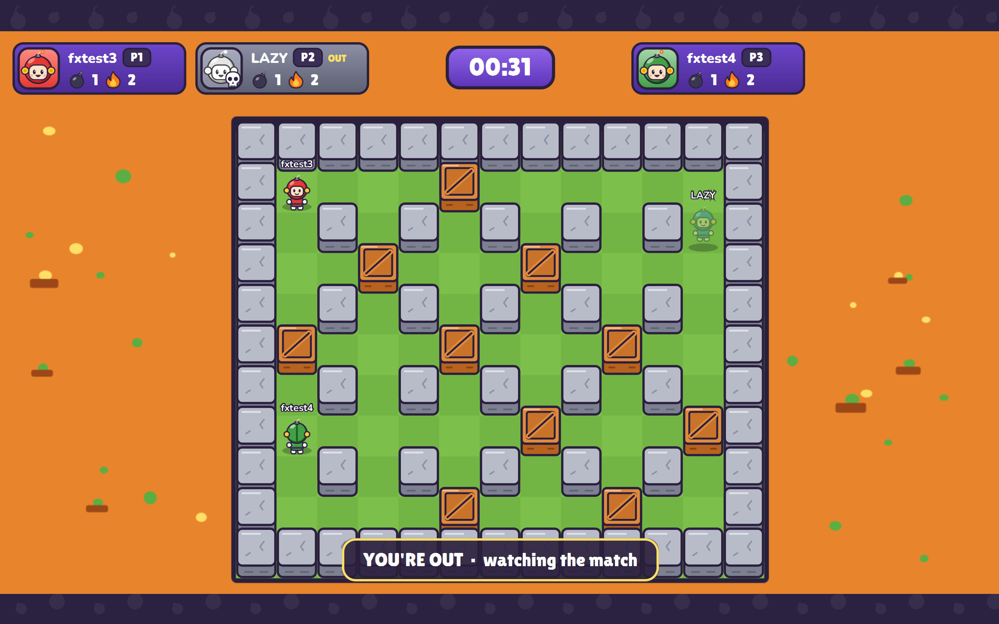 fxtest3 P1
1 2
LAZY P2 OUT
1 2
00:31
fxtest4 P3
1 2
fxtest3
LAZY
fxtest4
YOU'RE OUT · watching the match